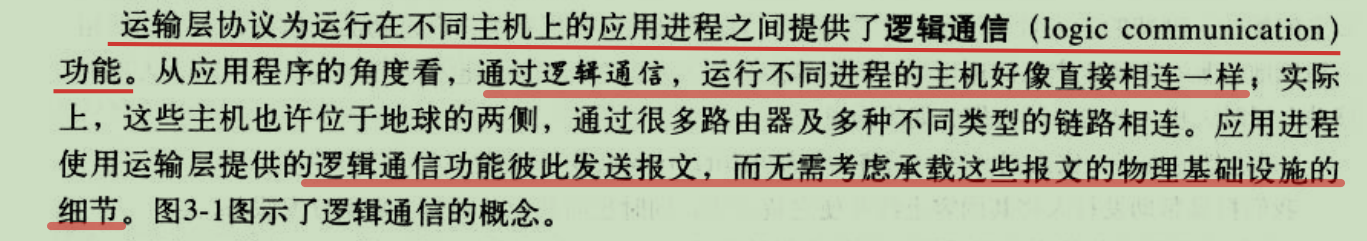 运输层协议为运行在不同主机上的应用进程之间提供了逻辑通信（logic communication）
功能。从应用程序的角度看，通过逻辑通信，运行不同进程的主机好像直接相连一样；实际
上，这些主机也许位于地球的两侧，通过很多路由器及多种不同类型的链路相连。应用进程
使用运输层提供的逻辑通信功能彼此发送报文，而无需考虑承载这些报文的物理基础设施的
细节。图3-1图示了逻辑通信的概念。